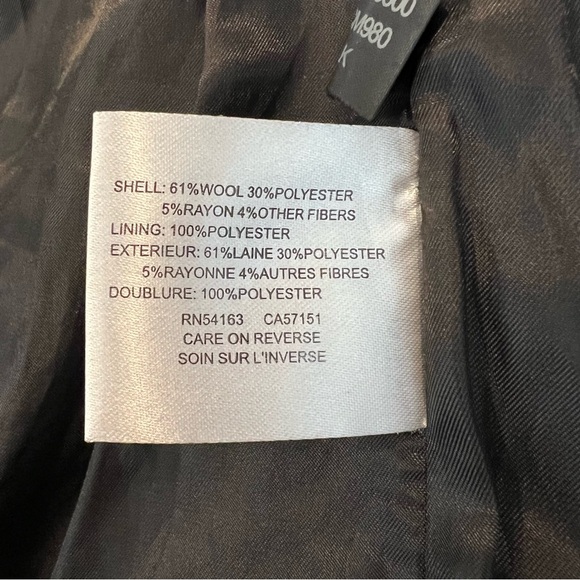 M980
K
SHELL: 61%WOOL 30%POLYESTER
5%RAYON 4%OTHER FIBERS
LINING: 100%POLYESTER
EXTERIEUR: 61%LAINE 30%POLYESTER
5%RAYONNE 4%AUTRES FIBRES
DOUBLURE: 100%POLYESTER
RN54163 CA57151
CARE ON REVERSE
SOIN SUR L'INVERSE